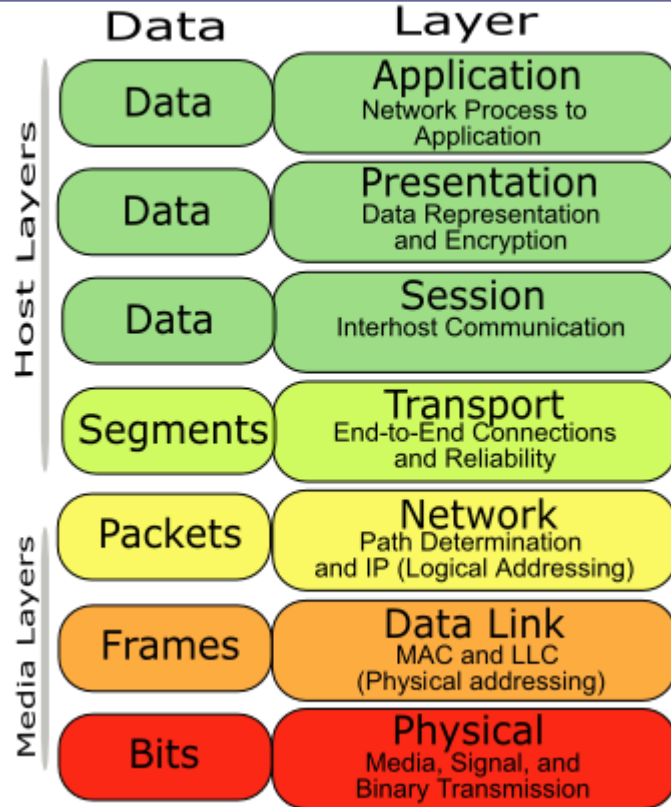 Data
Layer
Host Layers
Data
Application
Network Process to
Application
Data
Presentation
Data Representation
and Encryption
Data
Session
Interhost Communication
Segments
Transport
End-to-End Connections
and Reliability
Media Layers
Packets
Network
Path Determination
and IP (Logical Addressing)
Frames
Data Link
MAC and LLC
(Physical addressing)
Bits
Physical
Media, Signal, and
Binary Transmission